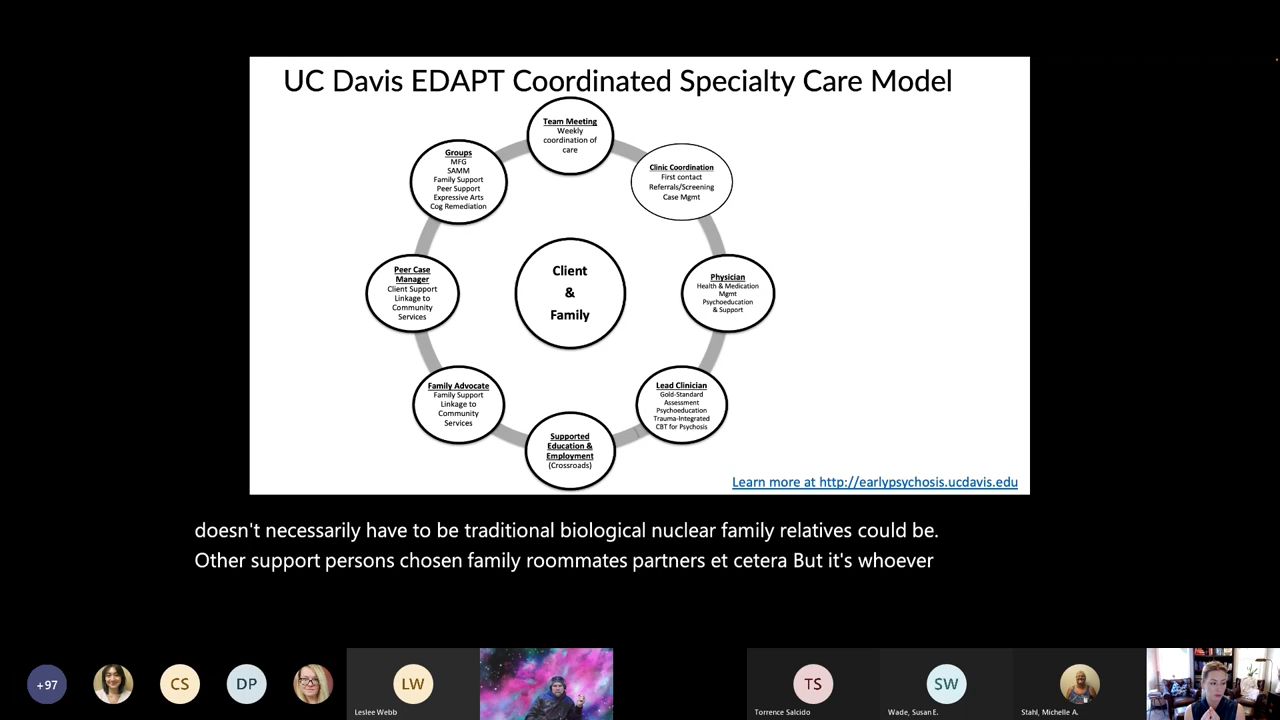 UC Davis EDAPT Coordinated Specialty Care Model
Team Meeting
Weekly
coordination of
care
Clinic Coordination
First contact
Referrals/Screening
Case Mgmt
Physician
Health & Medication
Mgmt
Psychoeducation
& Support
Lead Clinician
Gold-Standard
Assessment
Psychoeducation
Trauma-Integrated
CBT for Psychosis
Supported
Education &
Employment
(Crossroads)
Family Advocate
Family Support
Linkage to
Community
Services
Peer Case
Manager
Client Support
Linkage to
Community
Services
Groups
MFG
SAMM
Family Support
Peer Support
Expressive Arts
Cog Remediation
Client
&
Family
Learn more at http://earlypsychosis.ucdavis.edu
doesn't necessarily have to be traditional biological nuclear family relatives could be.
Other support persons chosen family roommates partners et cetera But it's whoever
+97
CS
DP
LW
Leslee Webb
TS
Torrence Salcido
SW
Wade, Susan E.
Stahl, Michelle A.